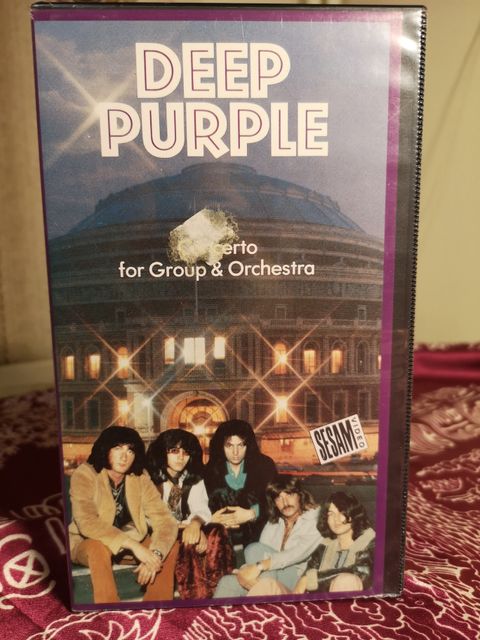 DEEP
PURPLE
for Group & Orchestra
SESAM
VIDEO